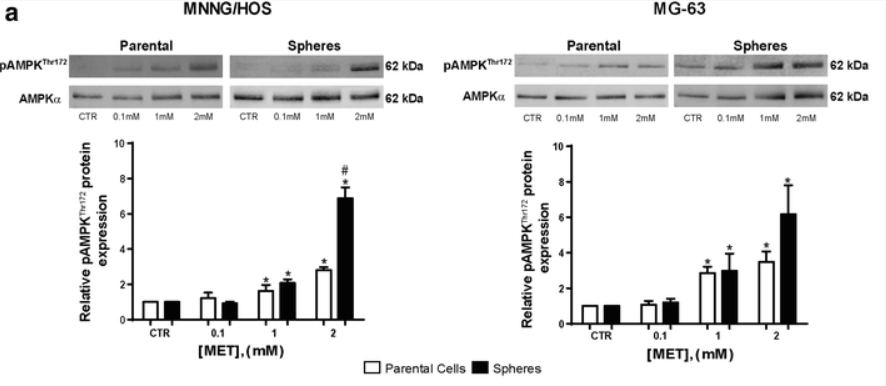 a
MNNG/HOS
MG-63
Parental Spheres
pAMPKThr172 62 kDa
AMPKα 62 kDa
CTR 0.1mM 1mM 2mM CTR 0.1mM 1mM 2mM
Parental Spheres
pAMPKThr172 62 kDa
AMPKα 62 kDa
CTR 0.1mM 1mM 2mM CTR 0.1mM 1mM 2mM
Relative pAMPKThr172 protein
expression
10
8
6
4
2
0
* * * # *
CTR 0.1 1 2
[MET], (mM)
Relative pAMPKThr172 protein
expression
10
8
6
4
2
0
* * * *
CTR 0.1 1 2
[MET], (mM)
Parental Cells Spheres